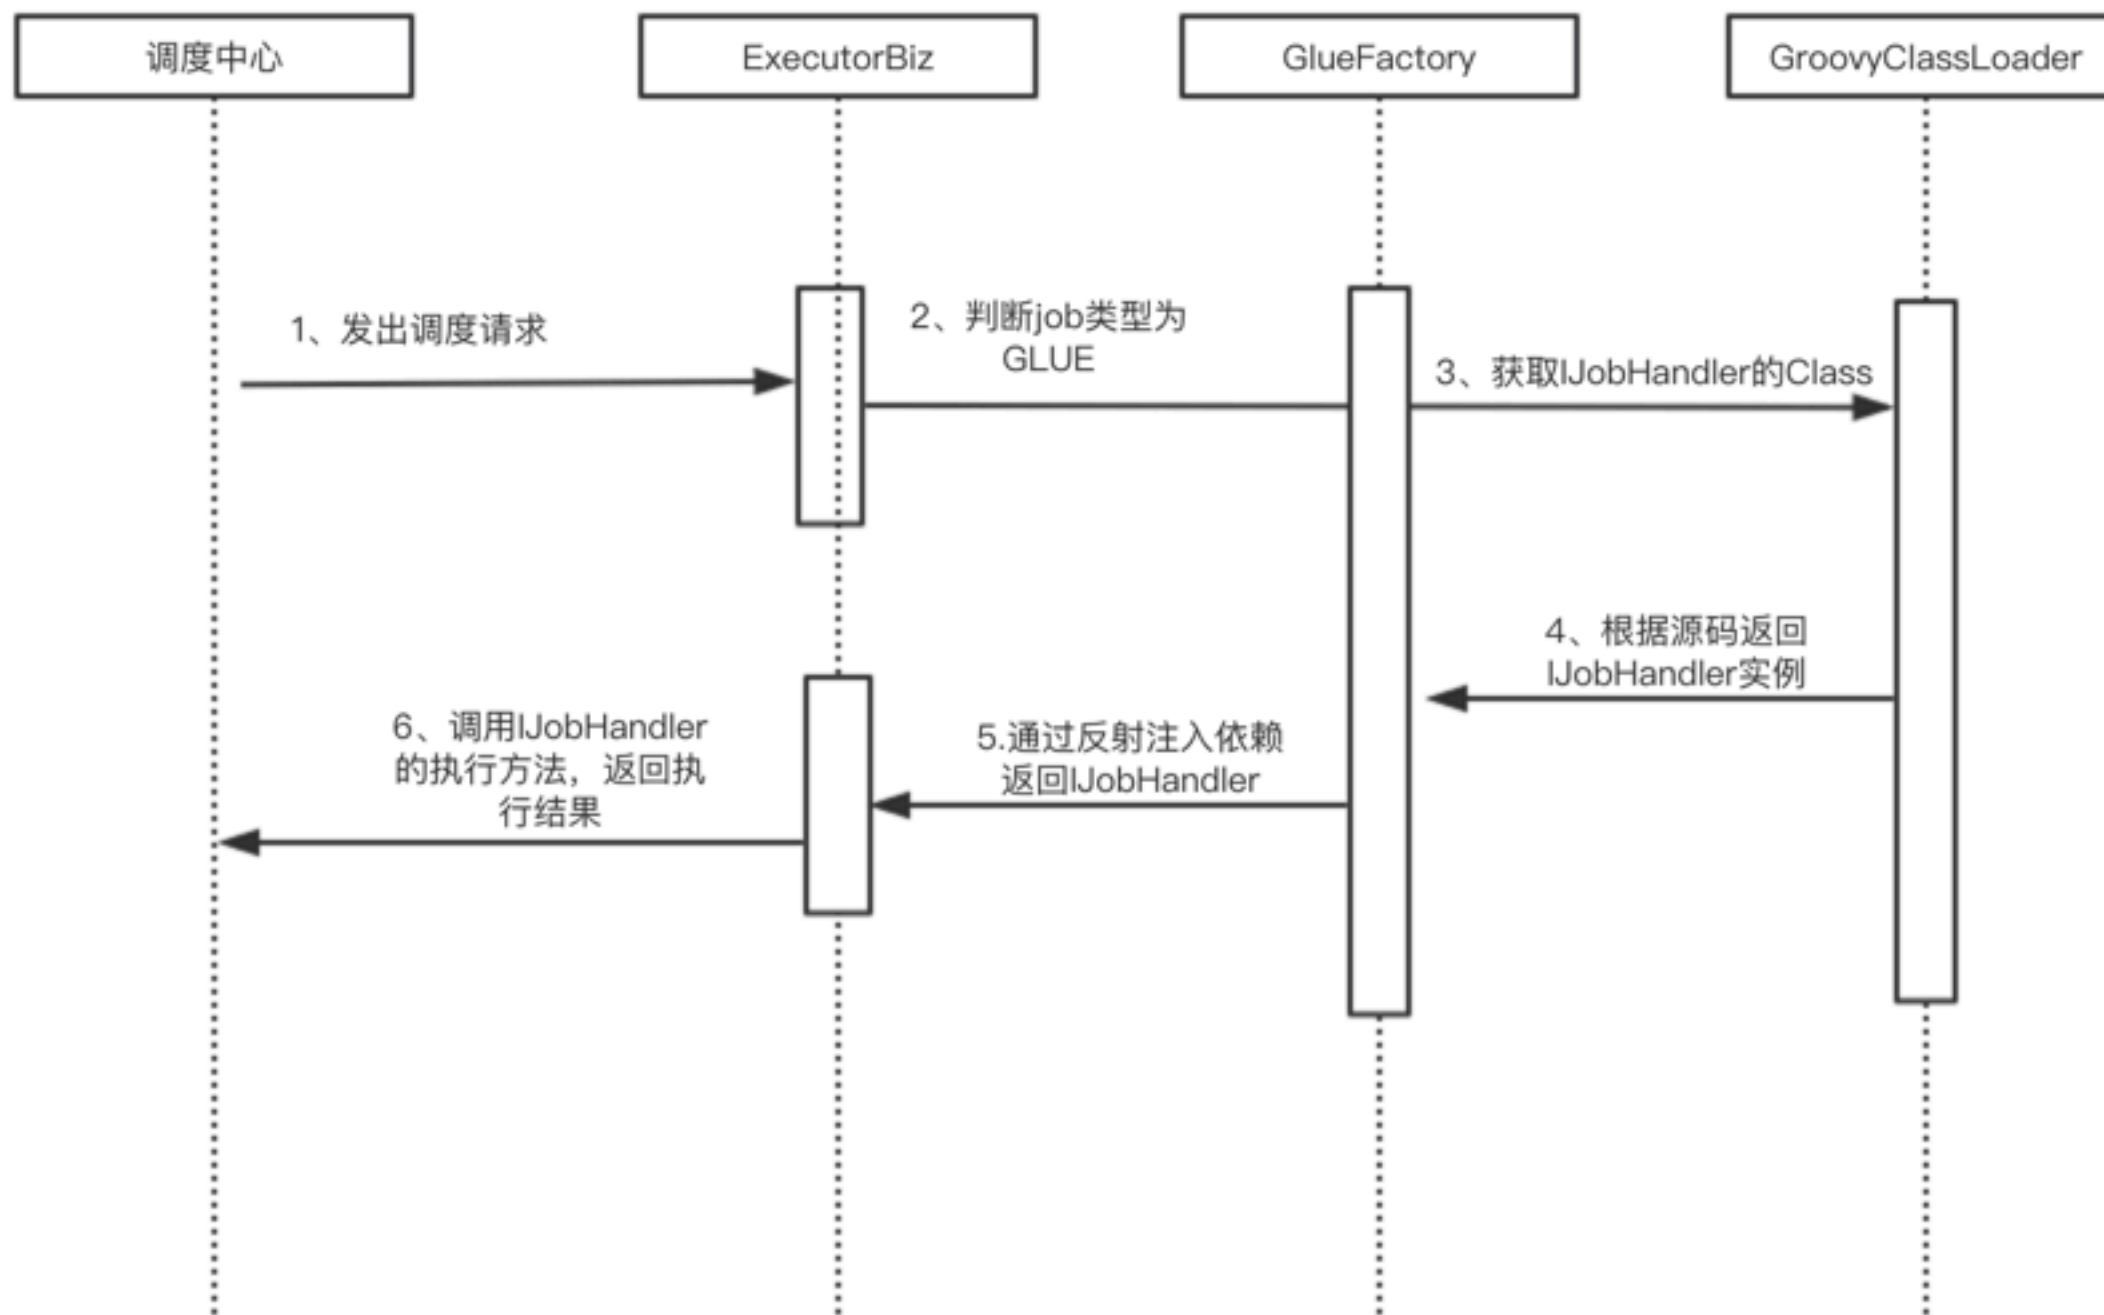 调度中心
ExecutorBiz
GlueFactory
GroovyClassLoader
1、发出调度请求
2、判断job类型为
GLUE
3、获取IJobHandler的Class
4、根据源码返回
IJobHandler实例
5.通过反射注入依赖
返回IJobHandler
6、调用IJobHandler
的执行方法，返回执
行结果